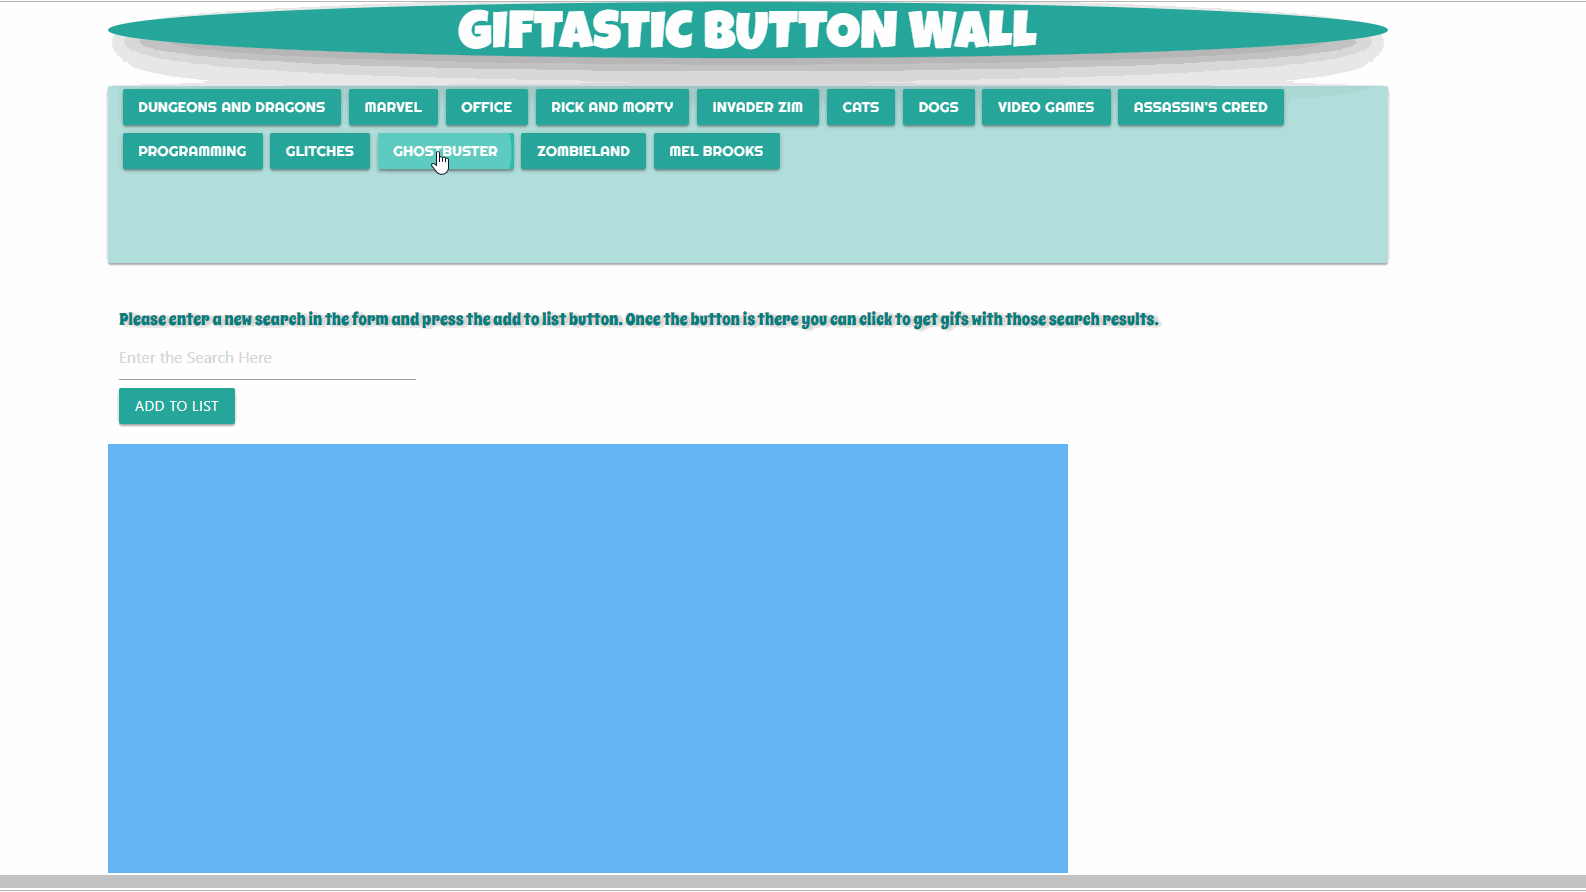 GIFTASTIC BUTTON WALL
DUNGEONS AND DRAGONS MARVEL OFFICE RICK AND MORTY INVADER ZIM CATS DOGS VIDEO GAMES ASSASSIN'S CREED
PROGRAMMING GLITCHES GHOSTBUSTER ZOMBIELAND MEL BROOKS
Please enter a new search in the form and press the add to list button. Once the button is there you can click to get gifs with those search results.
Enter the Search Here
ADD TO LIST